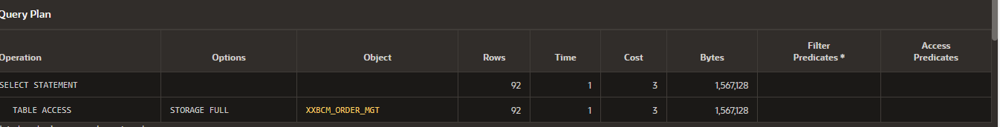 Query Plan
Operation Options Object Rows Time Cost Bytes Filter Predicates * Access Predicates
SELECT STATEMENT 92 1 3 1,567,128
TABLE ACCESS STORAGE FULL XXBCM_ORDER_MGT 92 1 3 1,567,128